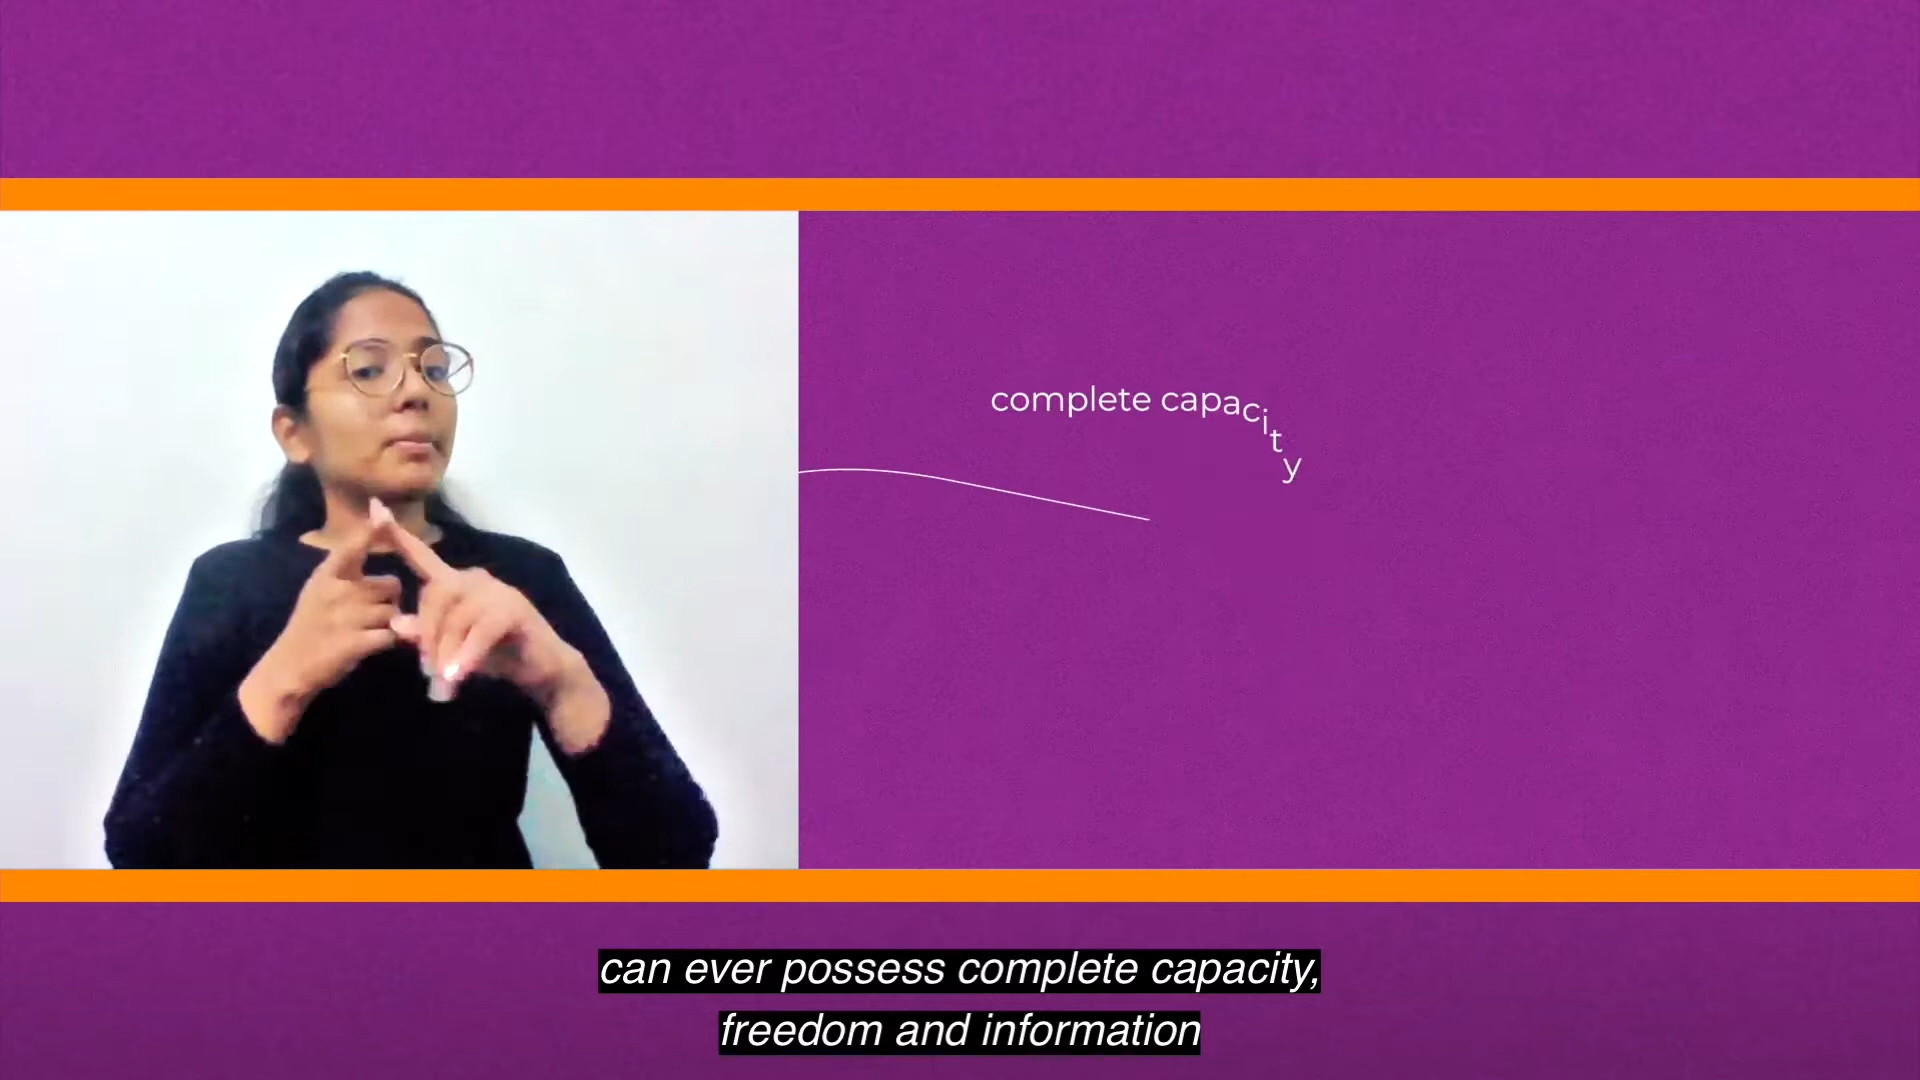 complete capacity
can ever possess complete capacity,
freedom and information